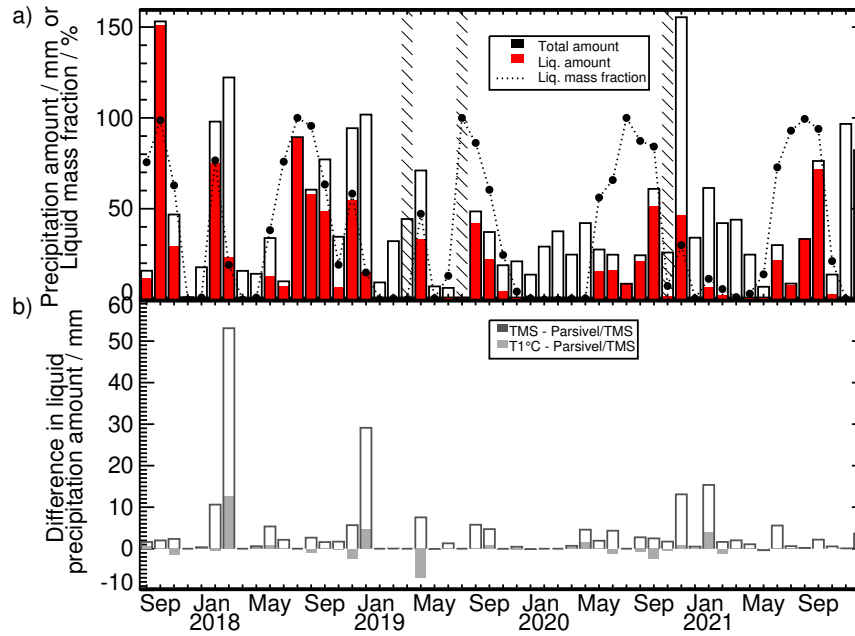 a)
Precipitation amount / mm or
Liquid mass fraction / %
150
100
50
0
Total amount
Liq. amount
Liq. mass fraction
b)
Difference in liquid
precipitation amount / mm
60
50
40
30
20
10
0
-10
TMS - Parsivel/TMS
T1°C - Parsivel/TMS
Sep Jan May Sep Jan May Sep Jan May Sep Jan May Sep
2018 2019 2020 2021